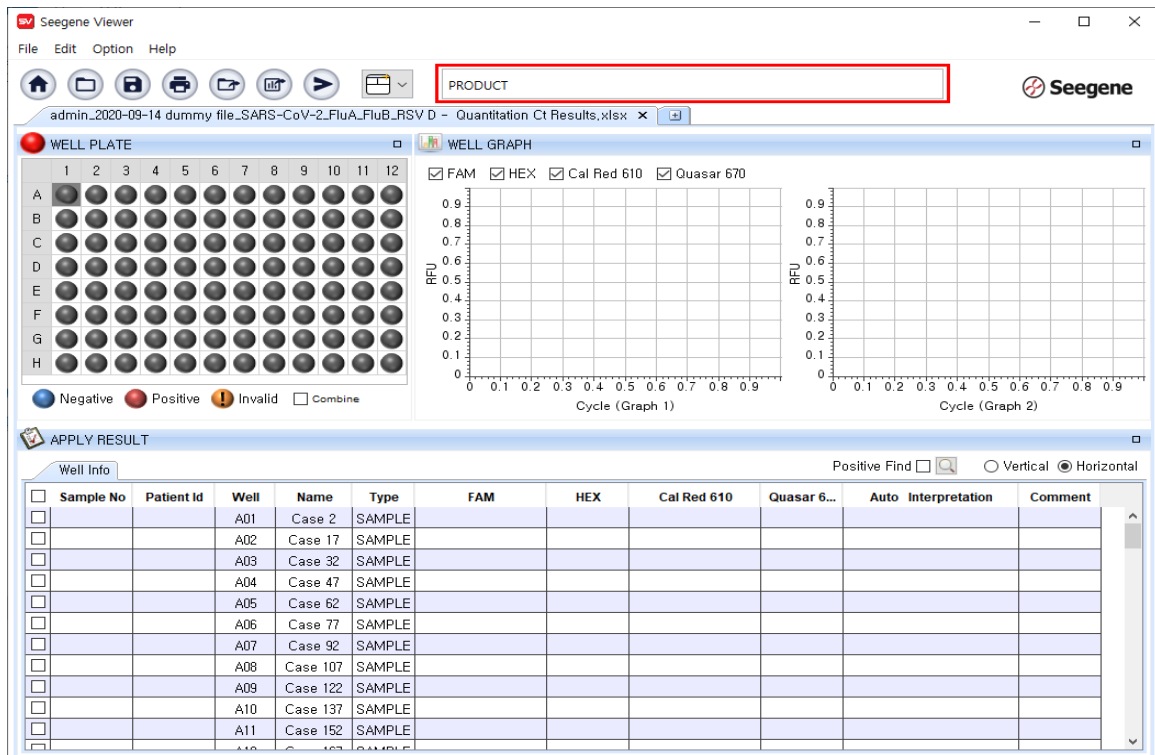 SV Seegene Viewer
File Edit Option Help
PRODUCT
Seegene
admin_2020-09-14 dummy file_SARS-CoV-2_FluA_FluB_RSV D - Quantitation Ct Results,xlsx
WELL PLATE
WELL GRAPH
1 2 3 4 5 6 7 8 9 10 11 12
A
B
C
D
E
F
G
H
Negative Positive Invalid Combine
FAM HEX Cal Red 610 Quasar 670
RFU
0.9
0.8
0.7
0.6
0.5
0.4
0.3
0.2
0.1
0
0 0.1 0.2 0.3 0.4 0.5 0.6 0.7 0.8 0.9
Cycle (Graph 1)
RFU
0.9
0.8
0.7
0.6
0.5
0.4
0.3
0.2
0.1
0
0 0.1 0.2 0.3 0.4 0.5 0.6 0.7 0.8 0.9
Cycle (Graph 2)
APPLY RESULT
Well Info
Positive Find Vertical Horizontal
Sample No Patient Id Well Name Type FAM HEX Cal Red 610 Quasar 6... Auto Interpretation Comment
A01 Case 2 SAMPLE
A02 Case 17 SAMPLE
A03 Case 32 SAMPLE
A04 Case 47 SAMPLE
A05 Case 62 SAMPLE
A06 Case 77 SAMPLE
A07 Case 92 SAMPLE
A08 Case 107 SAMPLE
A09 Case 122 SAMPLE
A10 Case 137 SAMPLE
A11 Case 152 SAMPLE